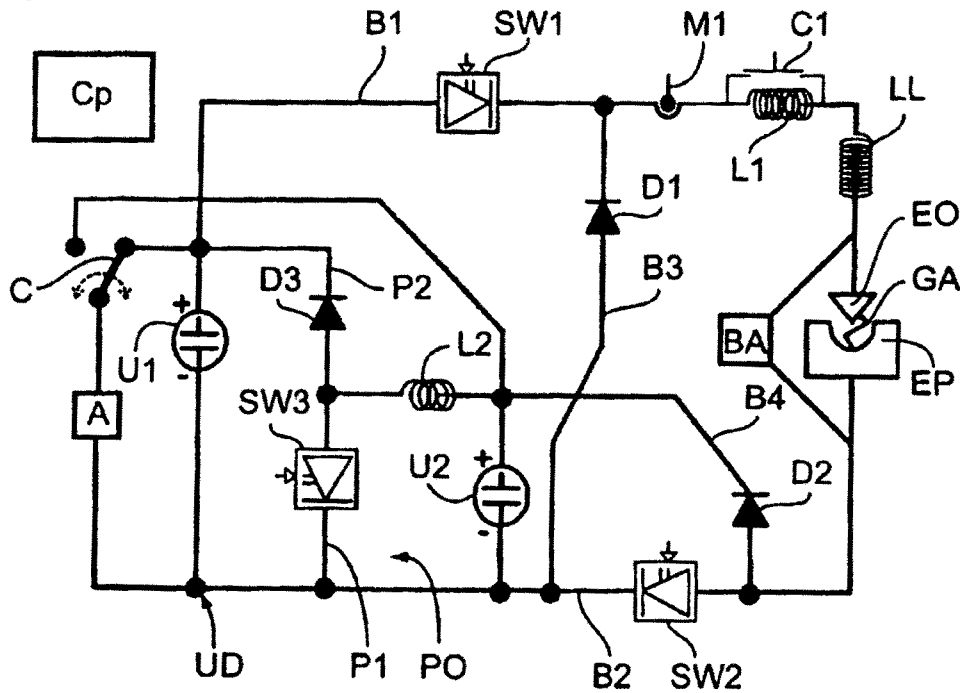 B1
SW1
M1
C1
Cp
LL
L1
D1
EO
C
D3
P2
B3
GA
+
U1
-
L2
BA
EP
A
SW3
B4
+
U2
-
D2
UD
P1
PO
B2
SW2